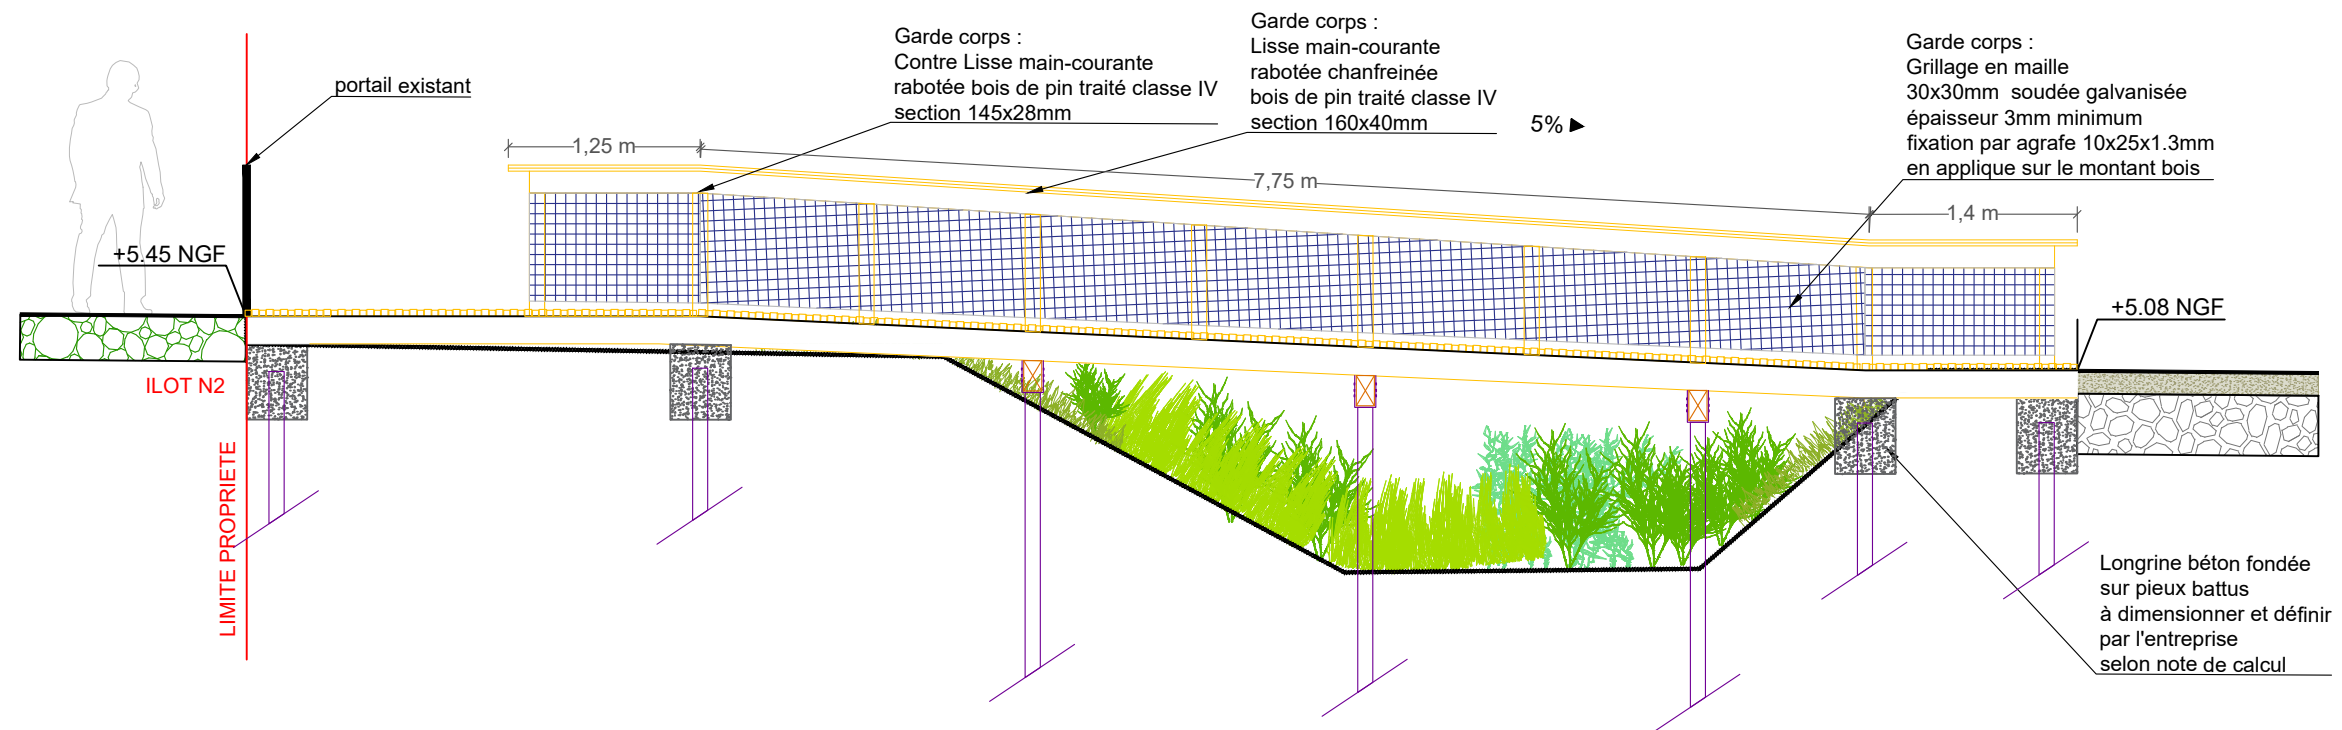 Garde corps :
Contre Lisse main-courante
rabotée bois de pin traité classe IV
section 145x28mm
Garde corps :
Lisse main-courante
rabotée chanfreinée
bois de pin traité classe IV
section 160x40mm
5%
Garde corps :
Grillage en maille
30x30mm soudée galvanisée
épaisseur 3mm minimum
fixation par agrafe 10x25x1.3mm
en applique sur le montant bois
portail existant
1,25 m
7,75 m
1,4 m
+5.45 NGF
+5.08 NGF
ILOT N2
LIMITE PROPRIETE
Longrine béton fondée
sur pieux battus
à dimensionner et définir
par l'entreprise
selon note de calcul